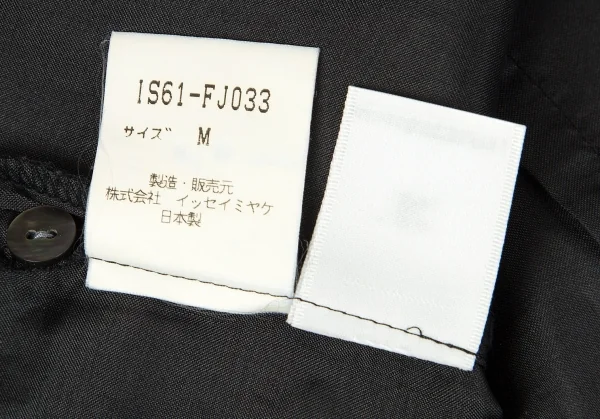 IS61-FJ033
サイズ M
製造・販売元
株式会社 イッセイミヤケ
日本製